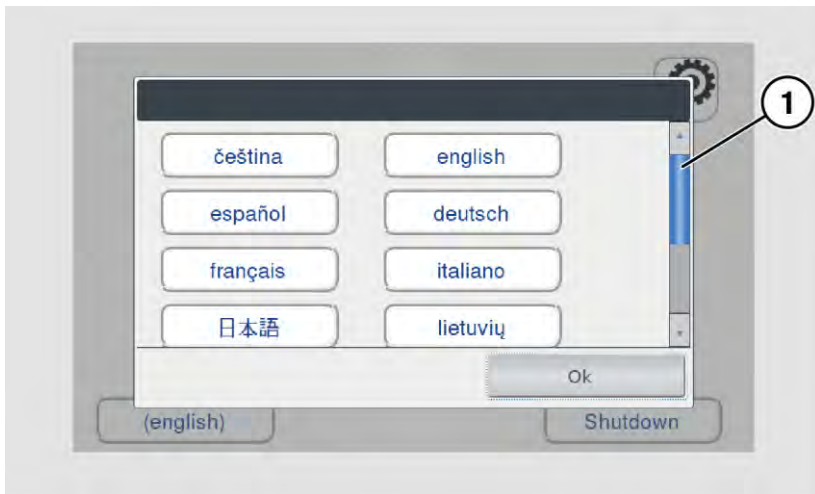 1
čeština english
español deutsch
français italiano
日本語 lietuvių
Ok
(english) Shutdown